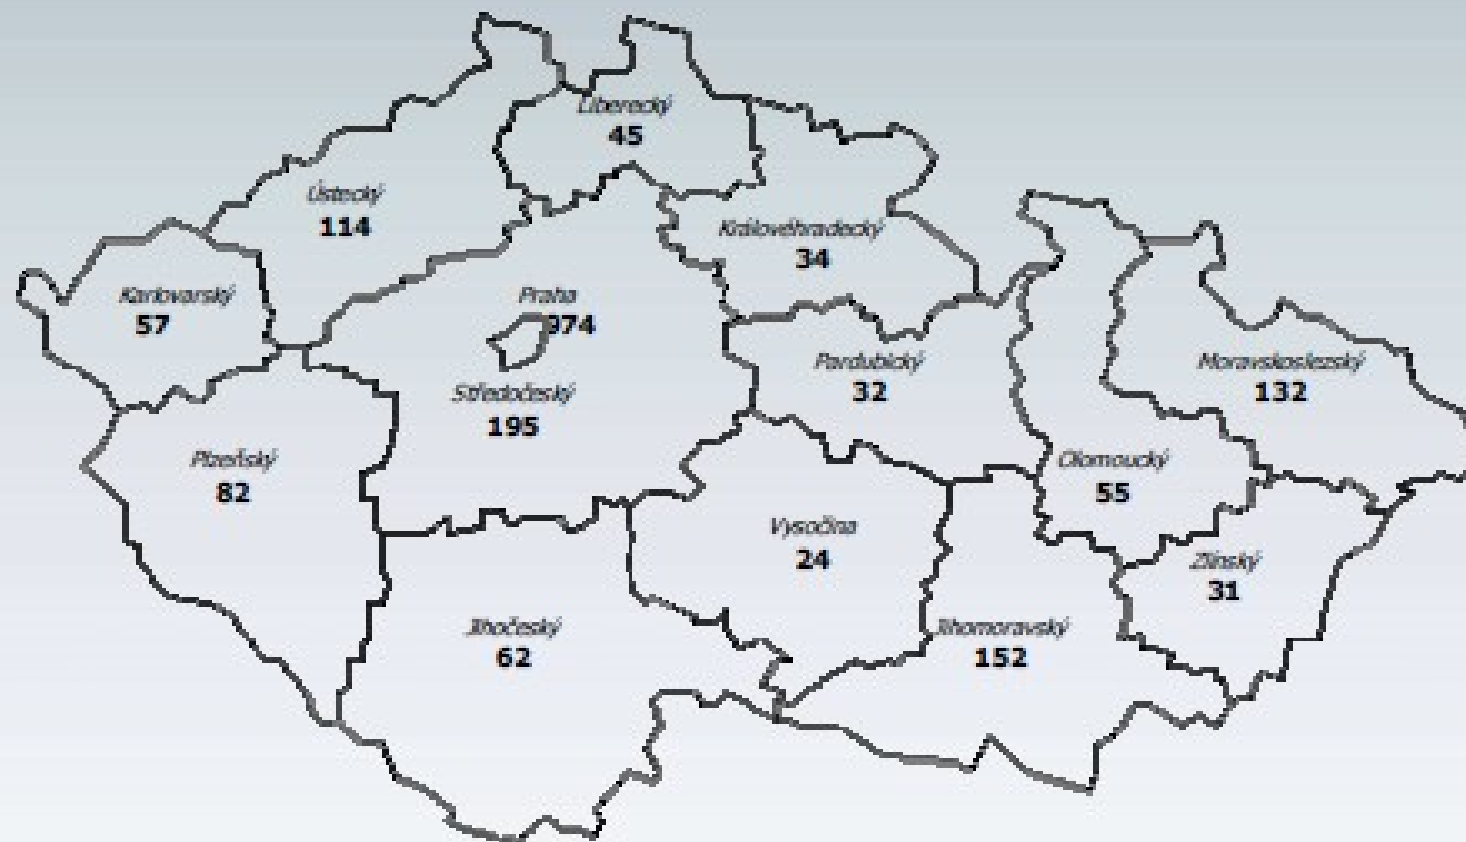 Liberecký
45
Ústecký
114
Královéhradecký
34
Karlovarský
57
Praha
974
Pardubický
32
Moravskoslezský
132
Středočeský
195
Plzeňský
82
Olomoucký
55
Vysočina
24
Zlínský
31
Jihočeský
62
Jihomoravský
152